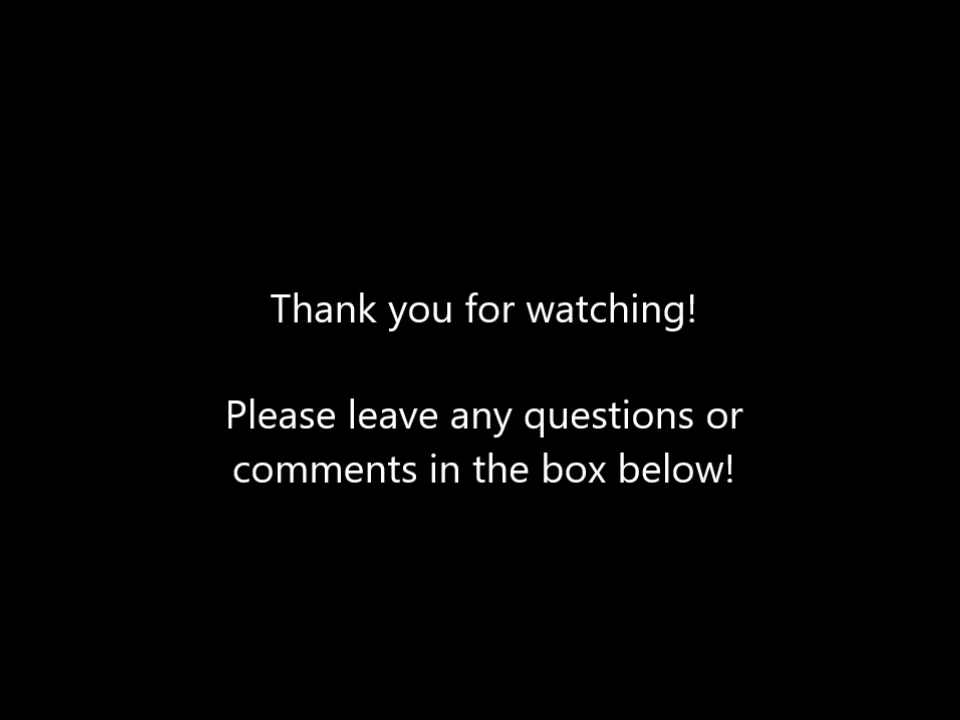 Thank you for watching!
Please leave any questions or
comments in the box below!